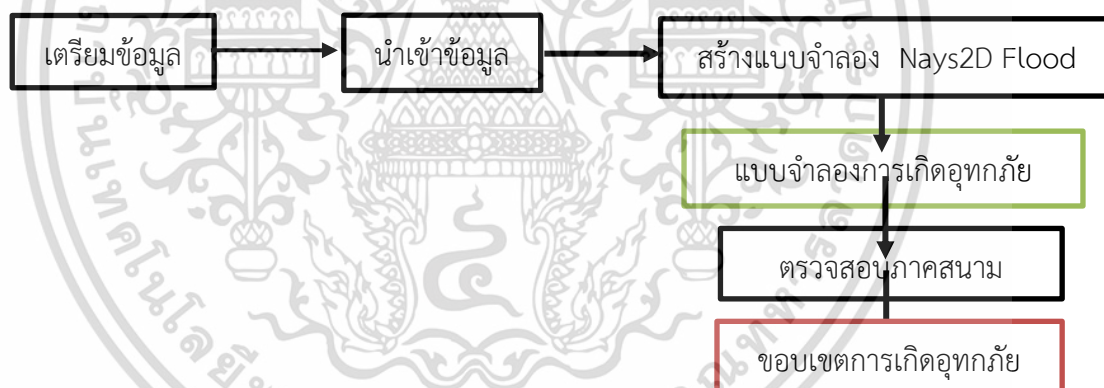 เตรียมข้อมูล
นำเข้าข้อมูล
สร้างแบบจำลอง Nays2D Flood
แบบจำลองการเกิดอุทกภัย
ตรวจสอบภาคสนาม
ขอบเขตการเกิดอุทกภัย